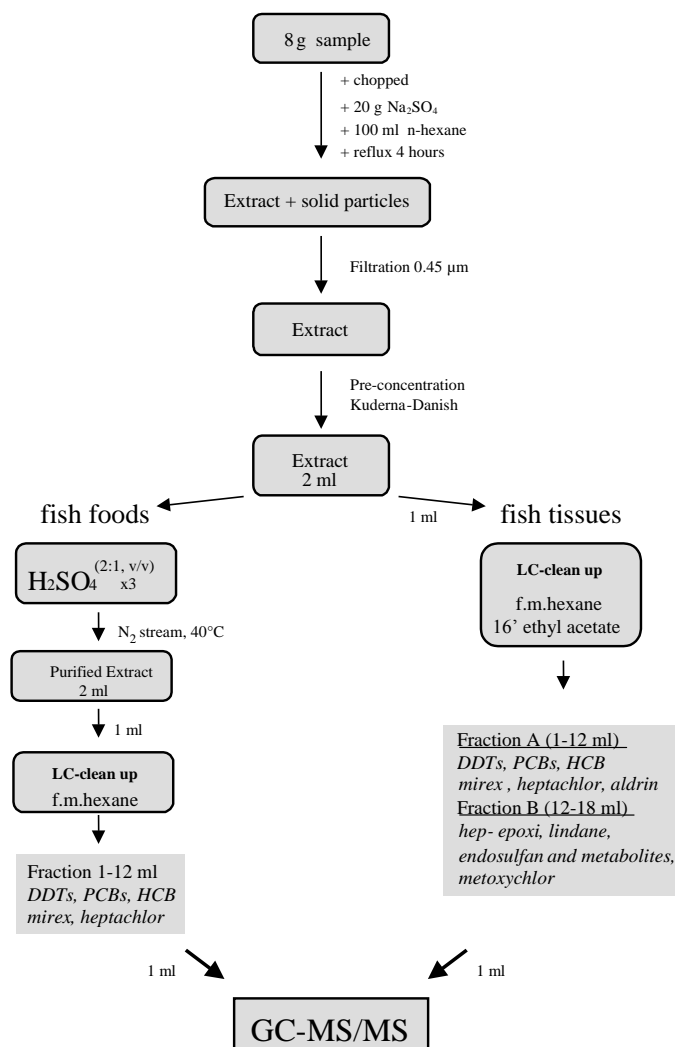 8 g sample
+ chopped
+ 20 g Na₂SO₄
+ 100 ml n-hexane
+ reflux 4 hours
Extract + solid particles
Filtration 0.45 µm
Extract
Pre-concentration
Kuderna-Danish
Extract
2 ml
fish foods
H₂SO₄ (2:1, v/v)
x3
N₂ stream, 40°C
Purified Extract
2 ml
1 ml
LC-clean up
f.m.hexane
Fraction 1-12 ml
DDTs, PCBs, HCB
mirex, heptachlor
1 ml
1 ml
fish tissues
LC-clean up
f.m.hexane
16’ ethyl acetate
Fraction A (1-12 ml)
DDTs, PCBs, HCB
mirex , heptachlor, aldrin
Fraction B (12-18 ml)
hep- epoxi, lindane,
endosulfan and metabolites,
metoxychlor
1 ml
GC-MS/MS